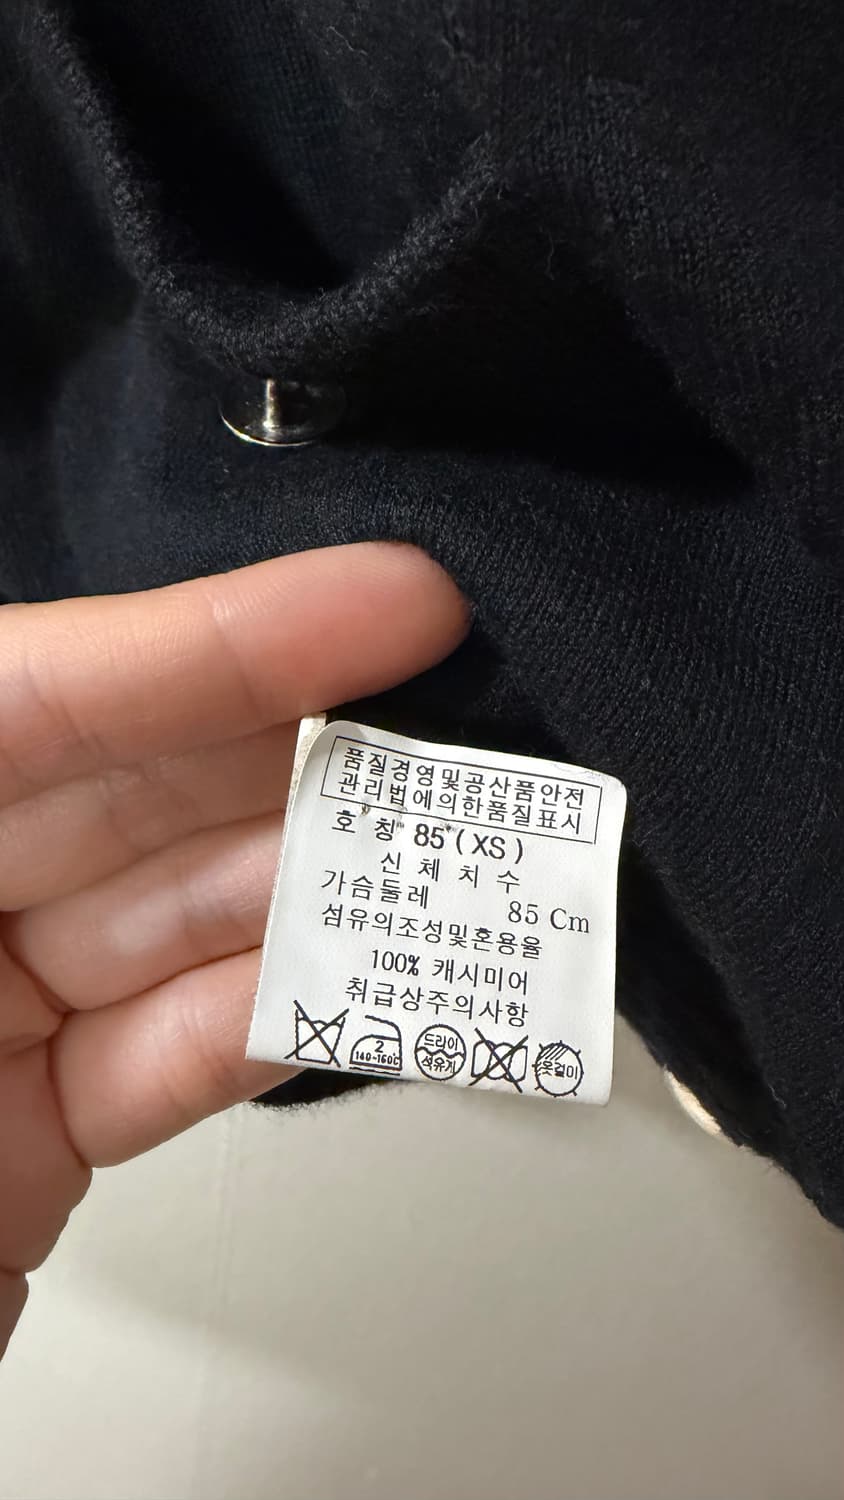 품질경영및공산품안전
관리법에의한품질표시
호 칭 85 (XS)
신 체 치 수
가슴둘레 85 Cm
섬유의조성및혼용율
100% 캐시미어
취급상주의사항
2
140~160℃
드라이
석유계
옷걸이